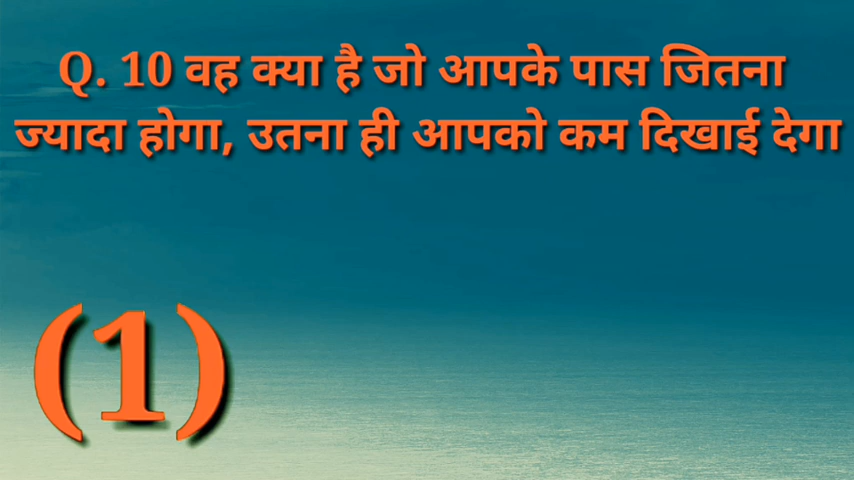 Q. 10 वह क्या है जो आपके पास जितना
ज्यादा होगा, उतना ही आपको कम दिखाई देगा
(1)